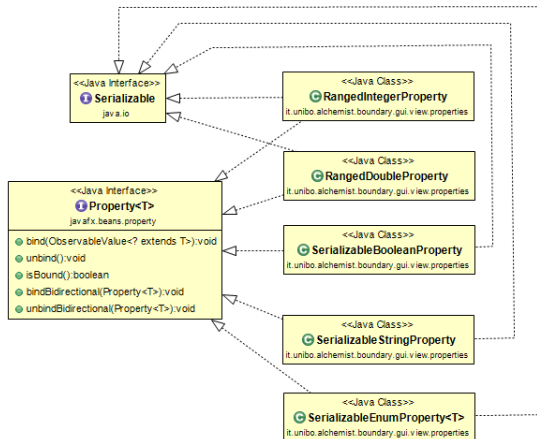 <<Java Interface>>
I Serializable
java.io
<<Java Class>>
C RangedIntegerProperty
it.unibo.alchemist.boundary.gui.view.properties
<<Java Class>>
C RangedDoubleProperty
it.unibo.alchemist.boundary.gui.view.properties
<<Java Interface>>
I Property<T>
javafx.beans.property
bind(ObservableValue<? extends T>):void
unbind():void
isBound():boolean
bindBidirectional(Property<T>):void
unbindBidirectional(Property<T>):void
<<Java Class>>
C SerializableBooleanProperty
it.unibo.alchemist.boundary.gui.view.properties
<<Java Class>>
C SerializableStringProperty
it.unibo.alchemist.boundary.gui.view.properties
<<Java Class>>
C SerializableEnumProperty<T>
it.unibo.alchemist.boundary.gui.view.properties